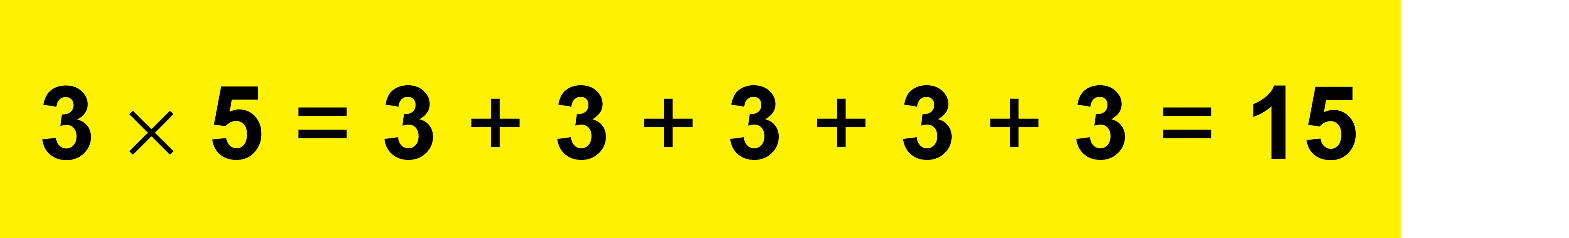 3 × 5 = 3 + 3 + 3 + 3 + 3 = 15